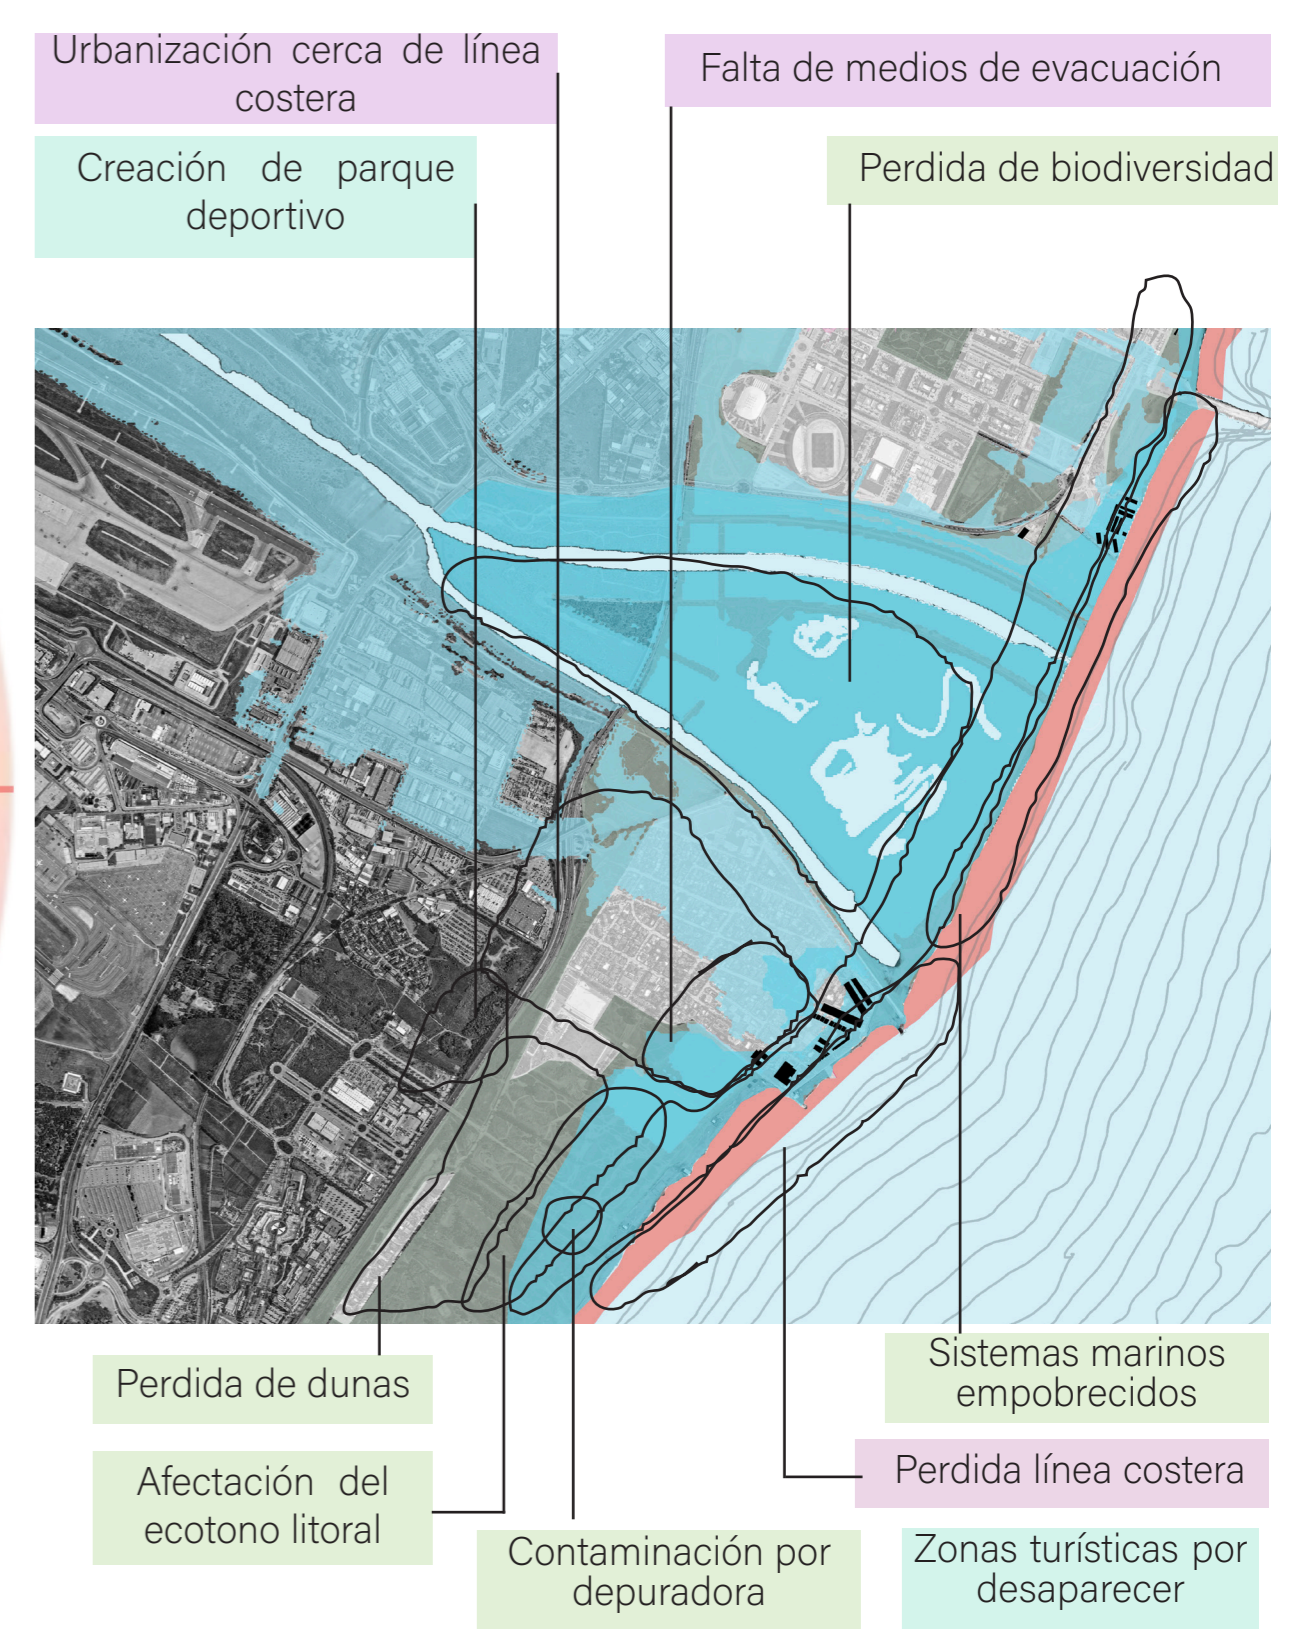 Urbanización cerca de línea
costera
Falta de medios de evacuación
Creación de parque
deportivo
Perdida de biodiversidad
Perdida de dunas
Sistemas marinos
empobrecidos
Afectación del
ecotono litoral
Perdida línea costera
Contaminación por
depuradora
Zonas turísticas por
desaparecer